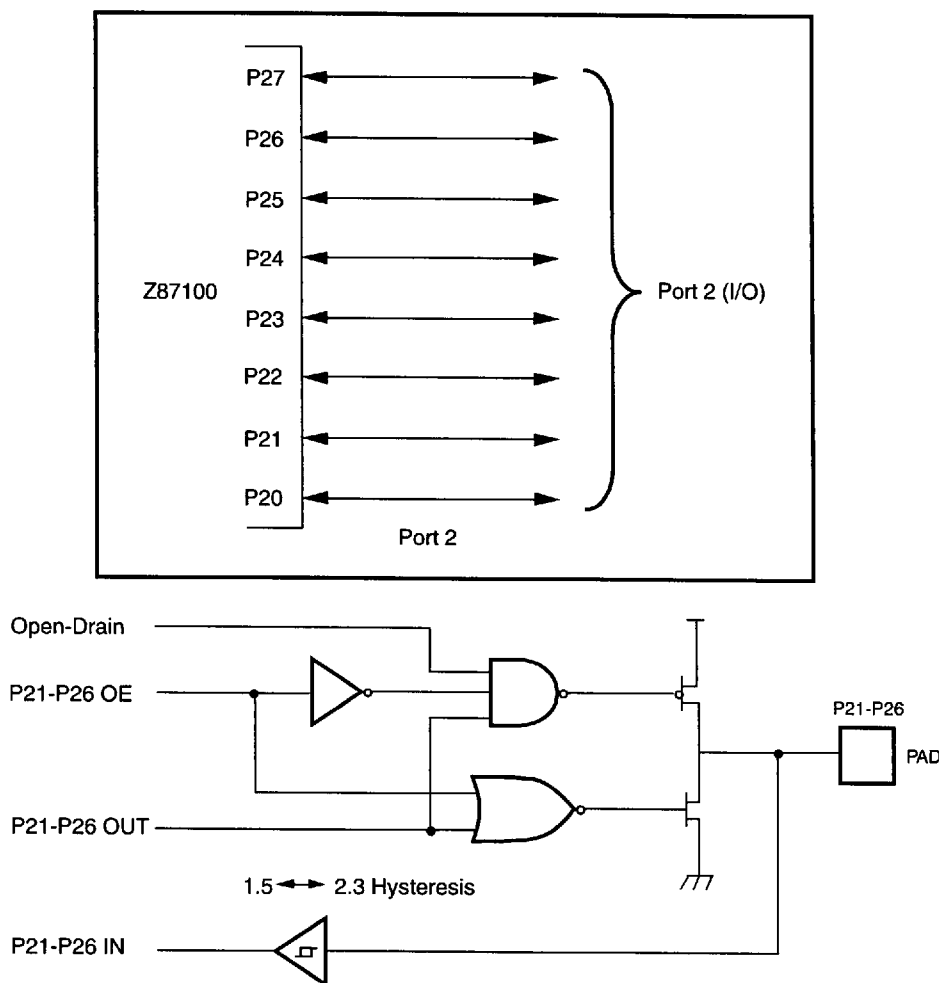 P27
P26
P25
P24
Z87100
Port 2 (I/O)
P23
P22
P21
P20
Port 2
Open-Drain
P21-P26 OE
P21-P26
PAD
P21-P26 OUT
1.5 2.3 Hysteresis
P21-P26 IN